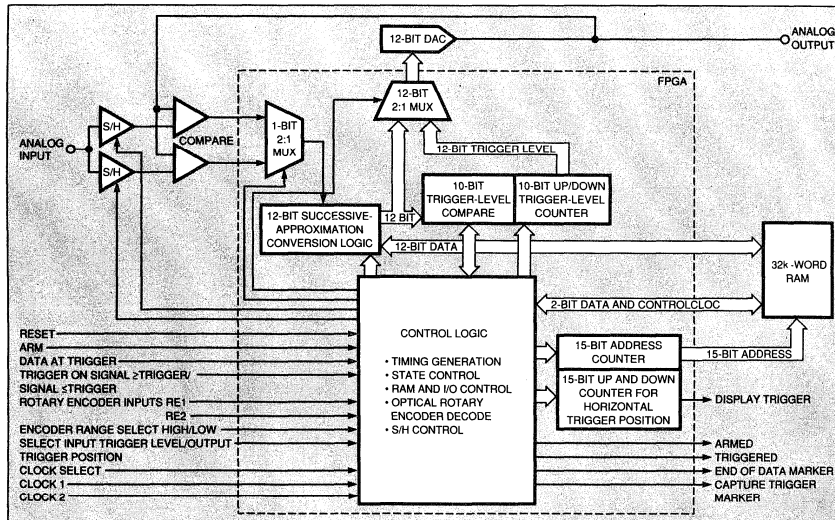 12-BIT DAC
ANALOG
OUTPUT
FPGA
12-BIT
2:1 MUX
S/H
COMPARE
1-BIT
2:1
MUX
ANALOG
INPUT
S/H
12-BIT TRIGGER LEVEL
10-BIT
TRIGGER-LEVEL
COMPARE
10-BIT UP/DOWN
TRIGGER-LEVEL
COUNTER
12-BIT SUCCESSIVE-
APPROXIMATION
CONVERSION LOGIC
12 BIT
12-BIT DATA
32k-WORD
RAM
2-BIT DATA AND CONTROLCLOC
CONTROL LOGIC
• TIMING GENERATION
• STATE CONTROL
• RAM AND I/O CONTROL
• OPTICAL ROTARY
ENCODER DECODE
• S/H CONTROL
15-BIT ADDRESS
COUNTER
15-BIT ADDRESS
15-BIT UP AND DOWN
COUNTER FOR
HORIZONTAL
TRIGGER POSITION
DISPLAY TRIGGER
RESET
ARM
DATA AT TRIGGER
TRIGGER ON SIGNAL ≥TRIGGER/
SIGNAL ≤TRIGGER
ROTARY ENCODER INPUTS RE1
RE2
ENCODER RANGE SELECT HIGH/LOW
SELECT INPUT TRIGGER LEVEL/OUTPUT
TRIGGER POSITION
CLOCK SELECT
CLOCK 1
CLOCK 2
ARMED
TRIGGERED
END OF DATA MARKER
CAPTURE TRIGGER
MARKER